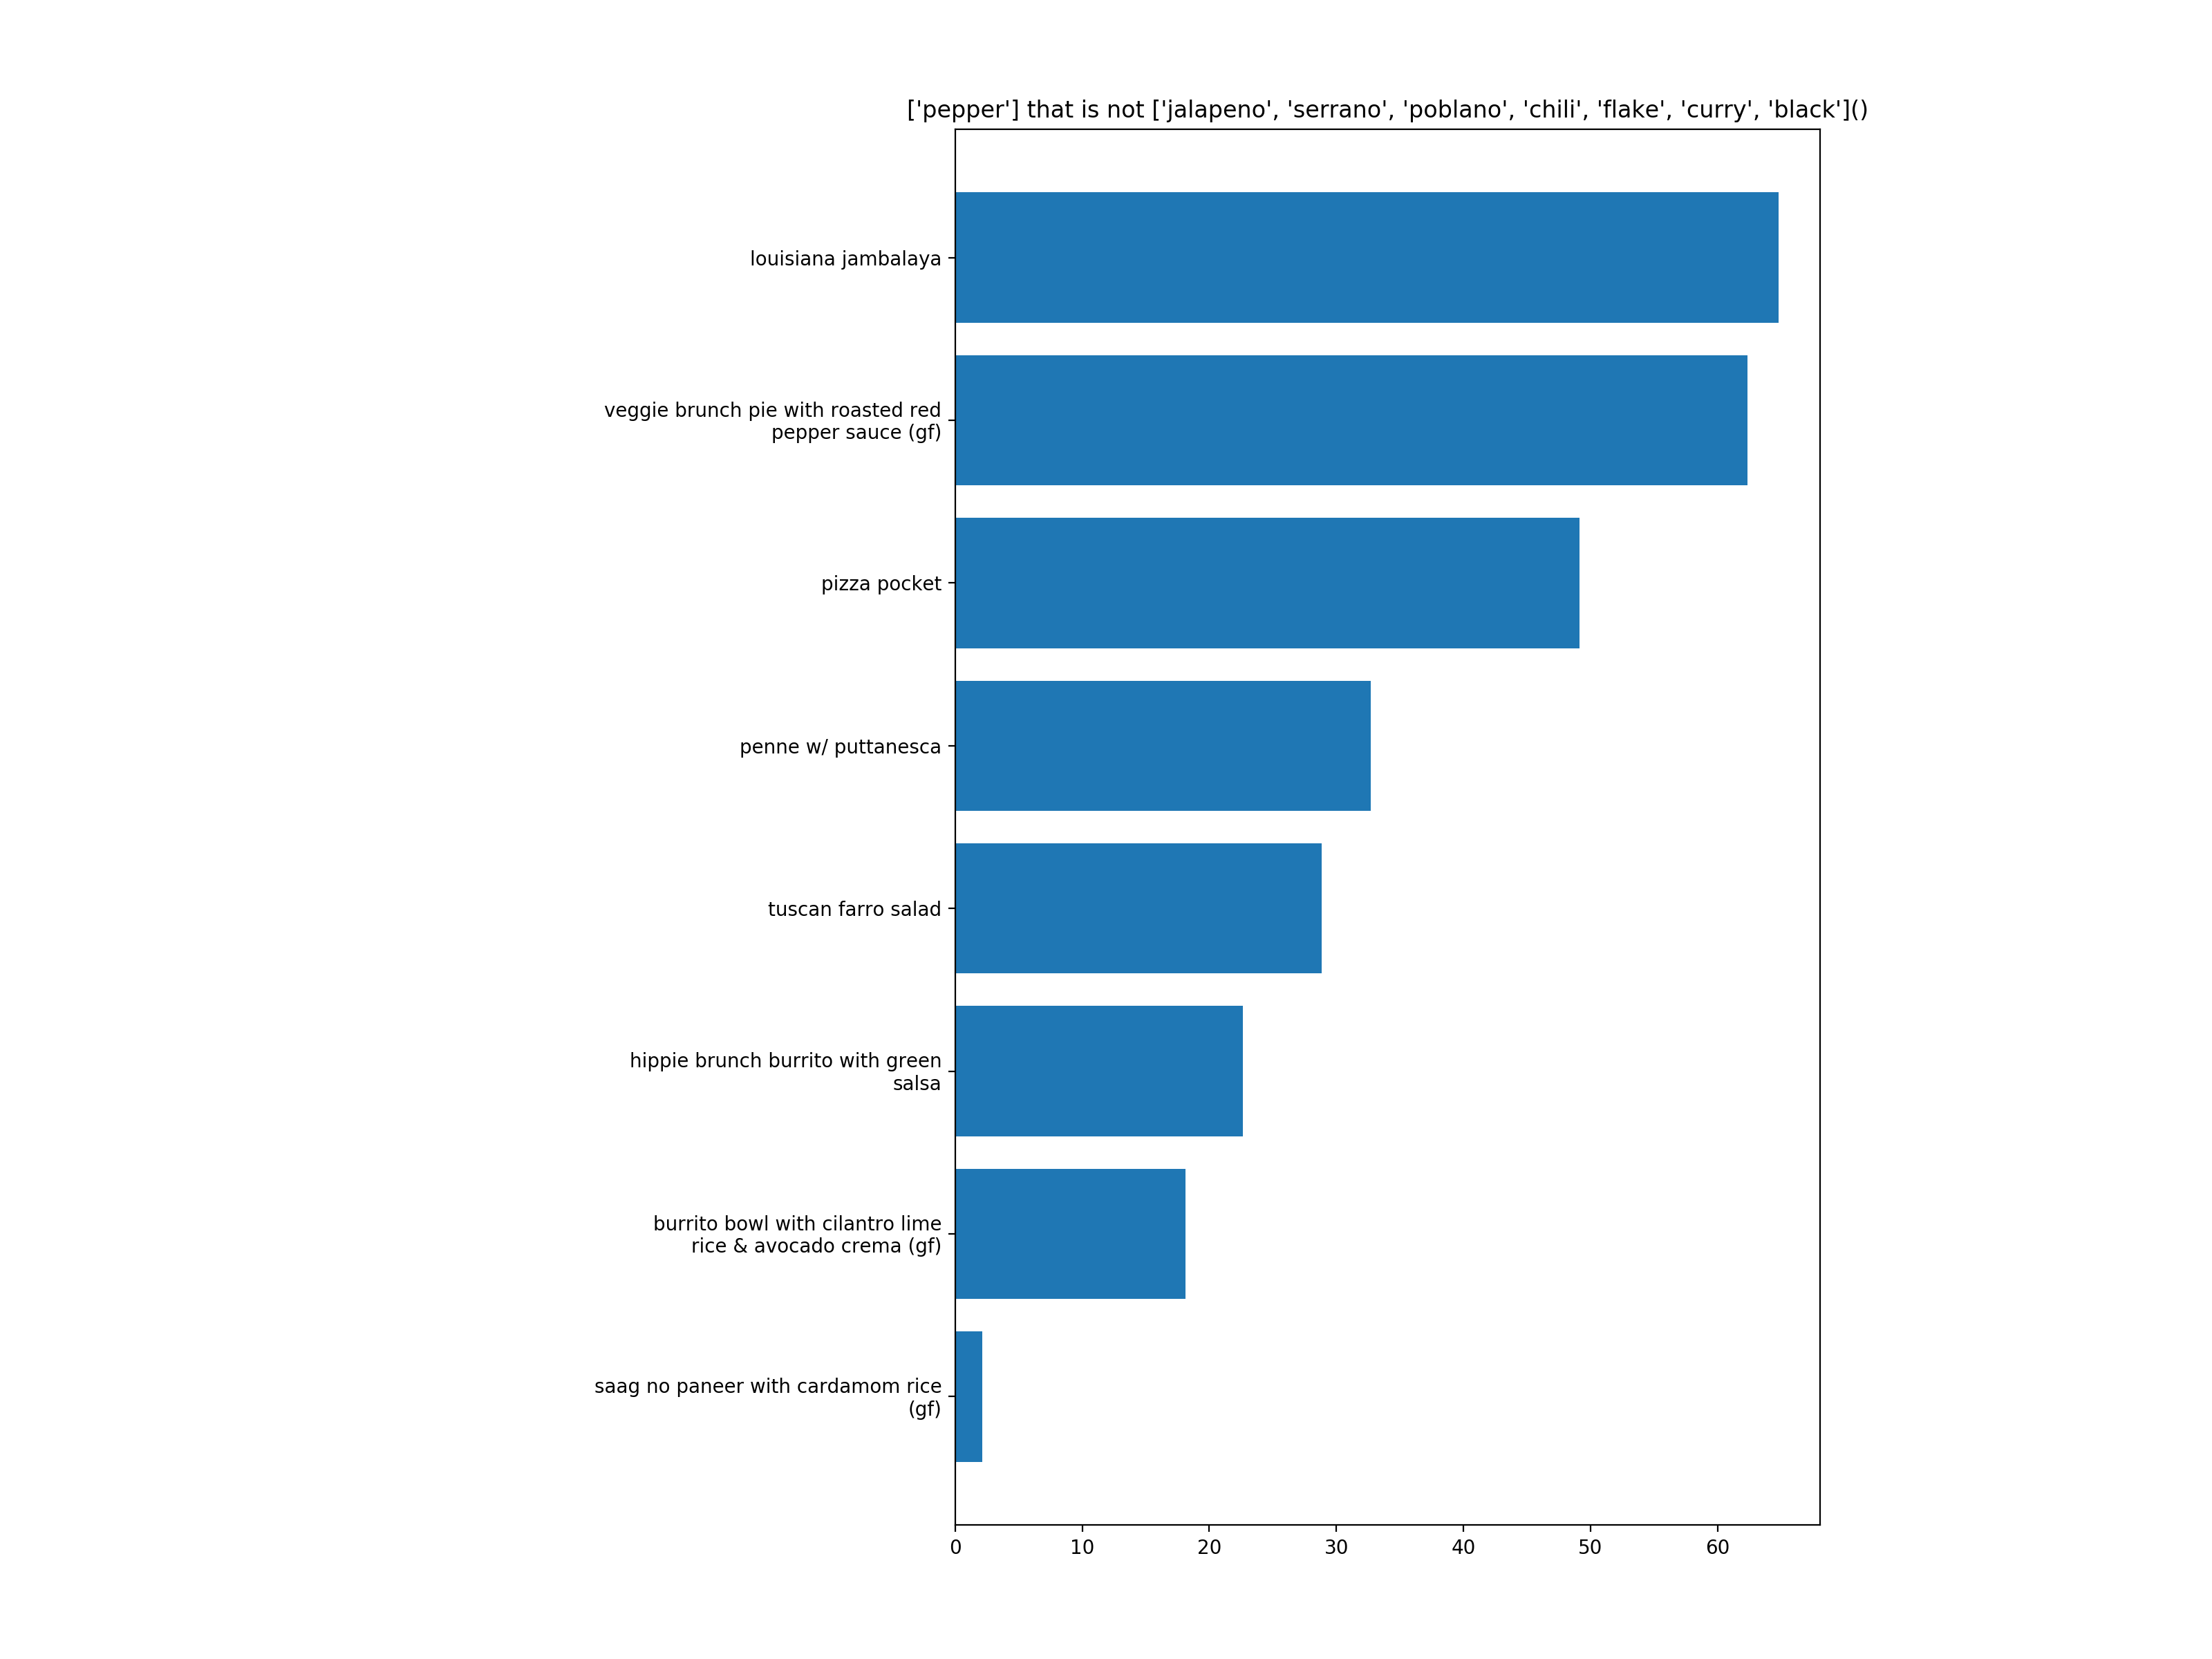 ['pepper'] that is not ['jalapeno', 'serrano', 'poblano', 'chili', 'flake', 'curry', 'black']()
louisiana jambalaya
veggie brunch pie with roasted red
pepper sauce (gf)
pizza pocket
penne w/ puttanesca
tuscan farro salad
hippie brunch burrito with green
salsa
burrito bowl with cilantro lime
rice & avocado crema (gf)
saag no paneer with cardamom rice
(gf)
0 10 20 30 40 50 60